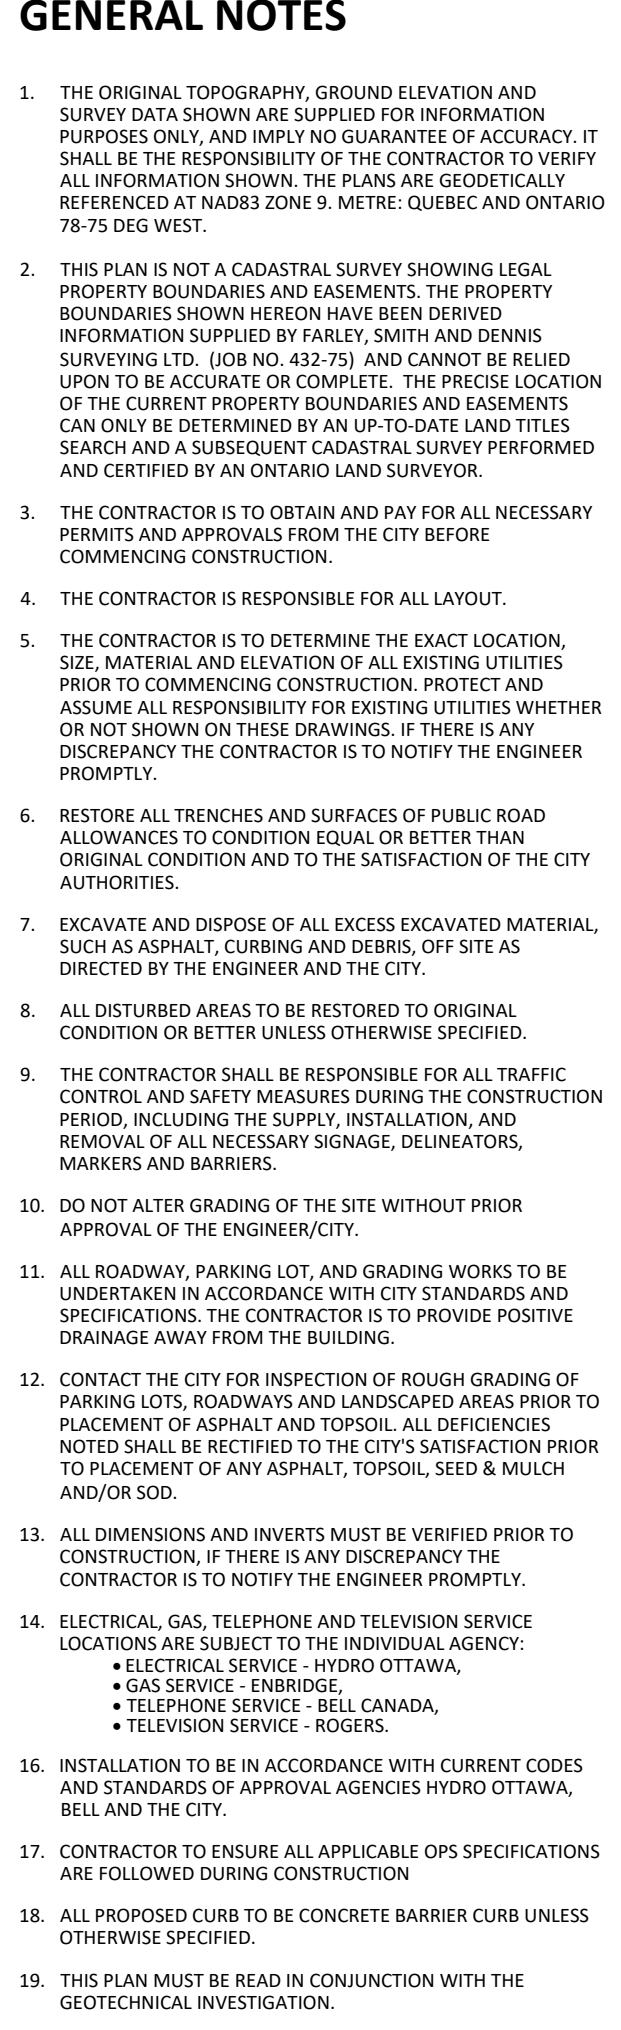 GENERAL NOTES
1. THE ORIGINAL TOPOGRAPHY, GROUND ELEVATION AND
SURVEY DATA SHOWN ARE SUPPLIED FOR INFORMATION
PURPOSES ONLY, AND IMPLY NO GUARANTEE OF ACCURACY. IT
SHALL BE THE RESPONSIBILITY OF THE CONTRACTOR TO VERIFY
ALL INFORMATION SHOWN. THE PLANS ARE GEODETICALLY
REFERENCED AT NAD83 ZONE 9. METRE: QUEBEC AND ONTARIO
78-75 DEG WEST.
2. THIS PLAN IS NOT A CADASTRAL SURVEY SHOWING LEGAL
PROPERTY BOUNDARIES AND EASEMENTS. THE PROPERTY
BOUNDARIES SHOWN HEREON HAVE BEEN DERIVED
INFORMATION SUPPLIED BY FARLEY, SMITH AND DENNIS
SURVEYING LTD. (JOB NO. 432-75) AND CANNOT BE RELIED
UPON TO BE ACCURATE OR COMPLETE. THE PRECISE LOCATION
OF THE CURRENT PROPERTY BOUNDARIES AND EASEMENTS
CAN ONLY BE DETERMINED BY AN UP-TO-DATE LAND TITLES
SEARCH AND A SUBSEQUENT CADASTRAL SURVEY PERFORMED
AND CERTIFIED BY AN ONTARIO LAND SURVEYOR.
3. THE CONTRACTOR IS TO OBTAIN AND PAY FOR ALL NECESSARY
PERMITS AND APPROVALS FROM THE CITY BEFORE
COMMENCING CONSTRUCTION.
4. THE CONTRACTOR IS RESPONSIBLE FOR ALL LAYOUT.
5. THE CONTRACTOR IS TO DETERMINE THE EXACT LOCATION,
SIZE, MATERIAL AND ELEVATION OF ALL EXISTING UTILITIES
PRIOR TO COMMENCING CONSTRUCTION. PROTECT AND
ASSUME ALL RESPONSIBILITY FOR EXISTING UTILITIES WHETHER
OR NOT SHOWN ON THESE DRAWINGS. IF THERE IS ANY
DISCREPANCY THE CONTRACTOR IS TO NOTIFY THE ENGINEER
PROMPTLY.
6. RESTORE ALL TRENCHES AND SURFACES OF PUBLIC ROAD
ALLOWANCES TO CONDITION EQUAL OR BETTER THAN
ORIGINAL CONDITION AND TO THE SATISFACTION OF THE CITY
AUTHORITIES.
7. EXCAVATE AND DISPOSE OF ALL EXCESS EXCAVATED MATERIAL,
SUCH AS ASPHALT, CURBING AND DEBRIS, OFF SITE AS
DIRECTED BY THE ENGINEER AND THE CITY.
8. ALL DISTURBED AREAS TO BE RESTORED TO ORIGINAL
CONDITION OR BETTER UNLESS OTHERWISE SPECIFIED.
9. THE CONTRACTOR SHALL BE RESPONSIBLE FOR ALL TRAFFIC
CONTROL AND SAFETY MEASURES DURING THE CONSTRUCTION
PERIOD, INCLUDING THE SUPPLY, INSTALLATION, AND
REMOVAL OF ALL NECESSARY SIGNAGE, DELINEATORS,
MARKERS AND BARRIERS.
10. DO NOT ALTER GRADING OF THE SITE WITHOUT PRIOR
APPROVAL OF THE ENGINEER/CITY.
11. ALL ROADWAY, PARKING LOT, AND GRADING WORKS TO BE
UNDERTAKEN IN ACCORDANCE WITH CITY STANDARDS AND
SPECIFICATIONS. THE CONTRACTOR IS TO PROVIDE POSITIVE
DRAINAGE AWAY FROM THE BUILDING.
12. CONTACT THE CITY FOR INSPECTION OF ROUGH GRADING OF
PARKING LOTS, ROADWAYS AND LANDSCAPED AREAS PRIOR TO
PLACEMENT OF ASPHALT AND TOPSOIL. ALL DEFICIENCIES
NOTED SHALL BE RECTIFIED TO THE CITY'S SATISFACTION PRIOR
TO PLACEMENT OF ANY ASPHALT, TOPSOIL, SEED & MULCH
AND/OR SOD.
13. ALL DIMENSIONS AND INVERTS MUST BE VERIFIED PRIOR TO
CONSTRUCTION, IF THERE IS ANY DISCREPANCY THE
CONTRACTOR IS TO NOTIFY THE ENGINEER PROMPTLY.
14. ELECTRICAL, GAS, TELEPHONE AND TELEVISION SERVICE
LOCATIONS ARE SUBJECT TO THE INDIVIDUAL AGENCY:
• ELECTRICAL SERVICE - HYDRO OTTAWA,
• GAS SERVICE - ENBRIDGE,
• TELEPHONE SERVICE - BELL CANADA,
• TELEVISION SERVICE - ROGERS.
16. INSTALLATION TO BE IN ACCORDANCE WITH CURRENT CODES
AND STANDARDS OF APPROVAL AGENCIES HYDRO OTTAWA,
BELL AND THE CITY.
17. CONTRACTOR TO ENSURE ALL APPLICABLE OPS SPECIFICATIONS
ARE FOLLOWED DURING CONSTRUCTION
18. ALL PROPOSED CURB TO BE CONCRETE BARRIER CURB UNLESS
OTHERWISE SPECIFIED.
19. THIS PLAN MUST BE READ IN CONJUNCTION WITH THE
GEOTECHNICAL INVESTIGATION.